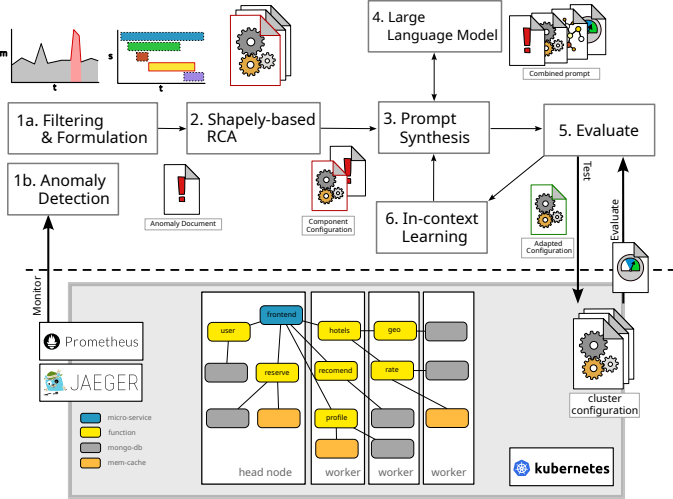 m
t
s
t
4. Large
Language Model
Combined prompt
1a. Filtering
& Formulation
2. Shapely-based
RCA
3. Prompt
Synthesis
5. Evaluate
1b. Anomaly
Detection
Anomaly Document
Component
Configuration
6. In-context
Learning
Adapted
Configuration
Test
Evaluate
Monitor
Prometheus
JAEGER
micro-service
function
mongo-db
mem-cache
frontend
user
hotels
geo
reserve
recomend
rate
profile
head node
worker
worker
worker
cluster
configuration
kubernetes